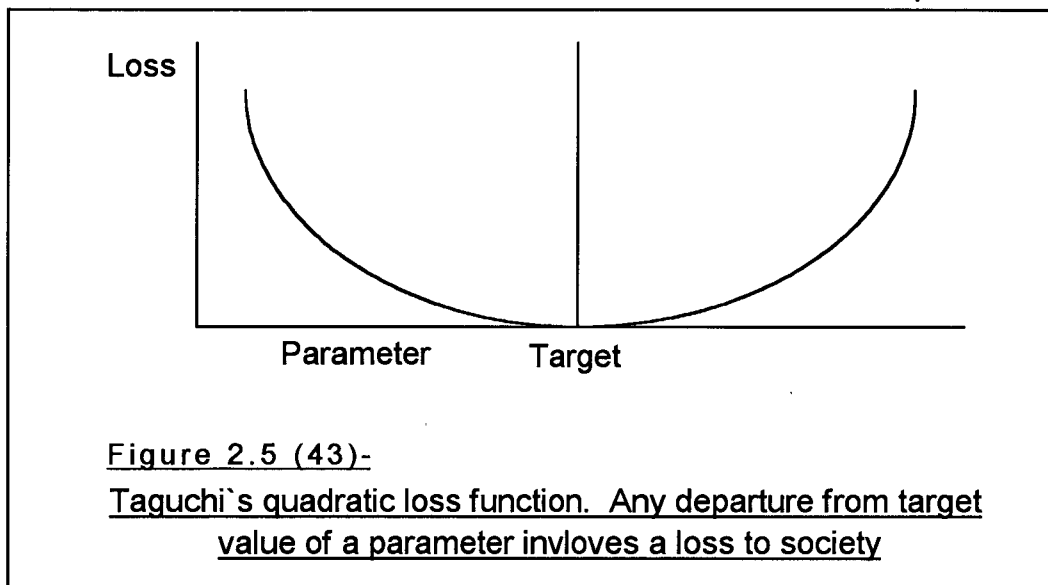 Loss
Parameter Target
Figure 2.5 (43)-
Taguchi`s quadratic loss function. Any departure from target
value of a parameter invloves a loss to society